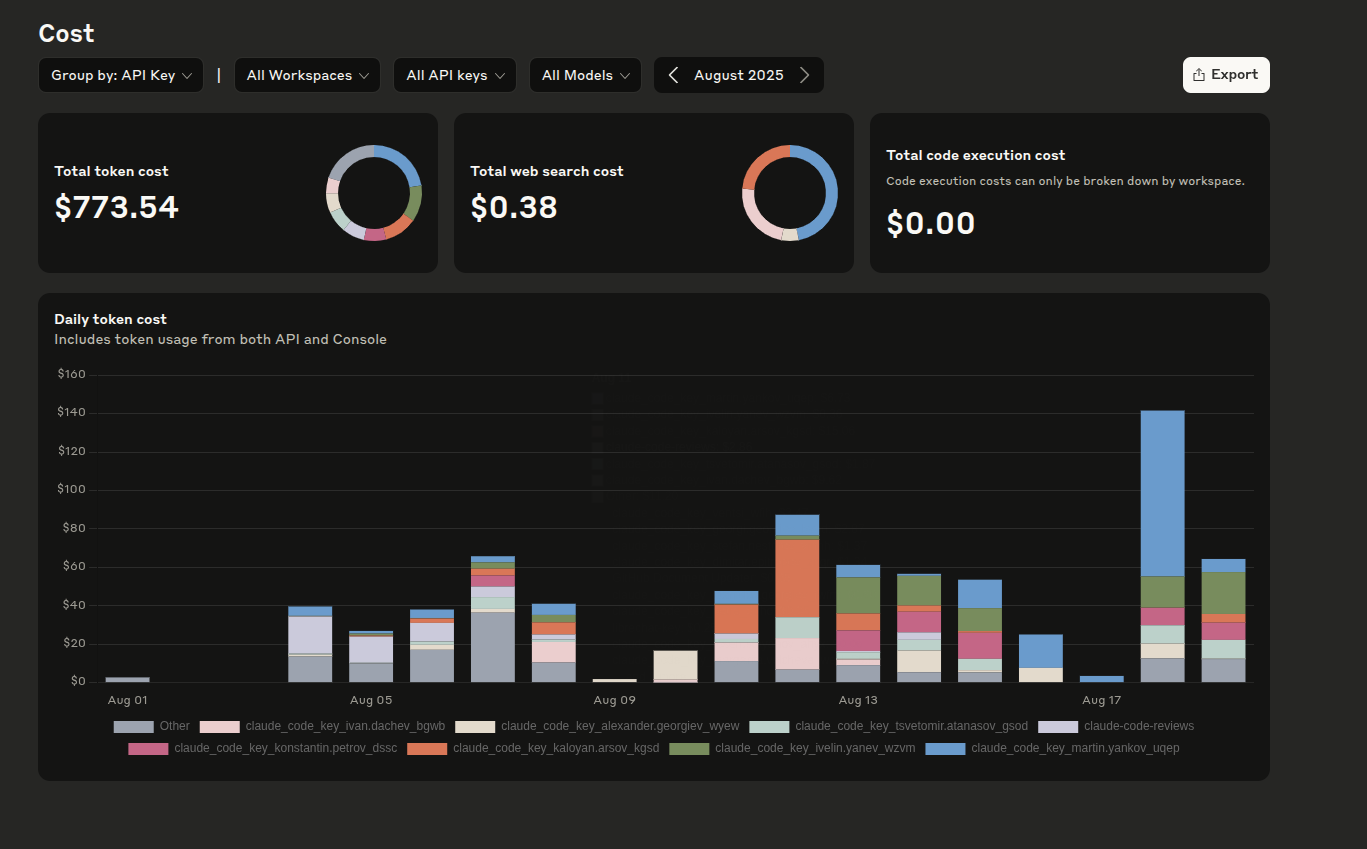 Cost
Group by: API Key | All Workspaces All API keys All Models August 2025 Export
Total token cost
$773.54
Total web search cost
$0.38
Total code execution cost
Code execution costs can only be broken down by workspace.
$0.00
Daily token cost
Includes token usage from both API and Console
$160
$140
$120
$100
$80
$60
$40
$20
$0
Aug 01 Aug 05 Aug 09 Aug 13 Aug 17
Other claude_code_key_ivan.dachev_bgwb claude_code_key_alexander.georgiev_wyew claude_code_key_tsvetomir.atanasov_gsod claude-code-reviews
claude_code_key_konstantin.petrov_dssc claude_code_key_kaloyan.arsov_kgsd claude_code_key_ivelin.yanev_wzvm claude_code_key_martin.yankov_uqep